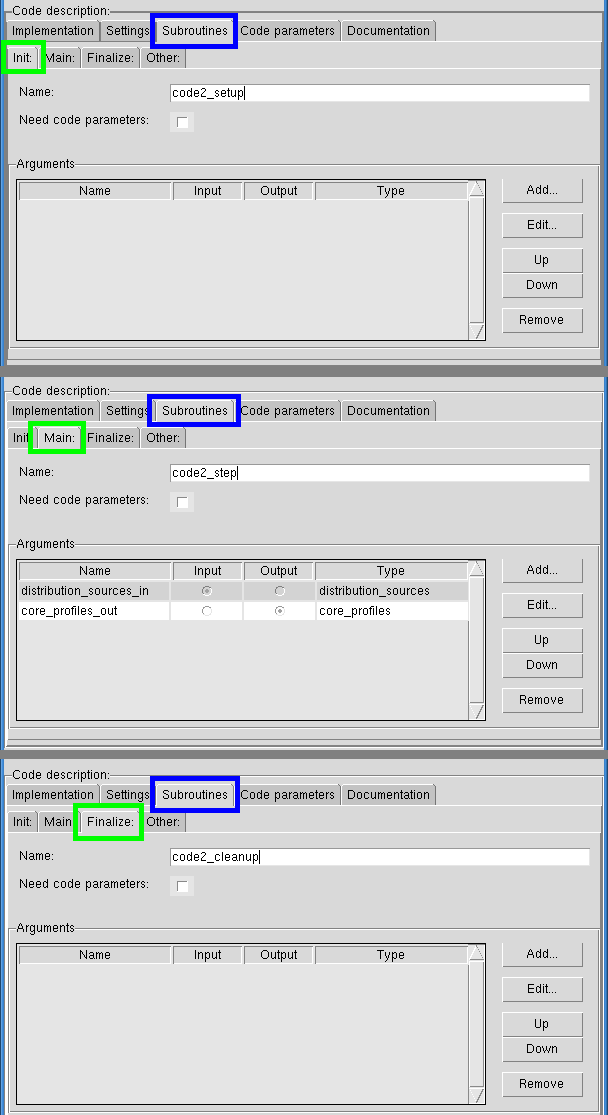 Code description:
Implementation Settings Subroutines Code parameters Documentation
Init: Main: Finalize: Other:
Name: code2_setup
Need code parameters:
Arguments
Name Input Output Type
Add...
Edit...
Up
Down
Remove
Code description:
Implementation Settings Subroutines Code parameters Documentation
Init Main: Finalize: Other:
Name: code2_step
Need code parameters:
Arguments
Name Input Output Type
distribution_sources_in distribution_sources
core_profiles_out core_profiles
Add...
Edit...
Up
Down
Remove
Code description:
Implementation Settings Subroutines Code parameters Documentation
Init: Main Finalize: Other:
Name: code2_cleanup
Need code parameters:
Arguments
Name Input Output Type
Add...
Edit...
Up
Down
Remove